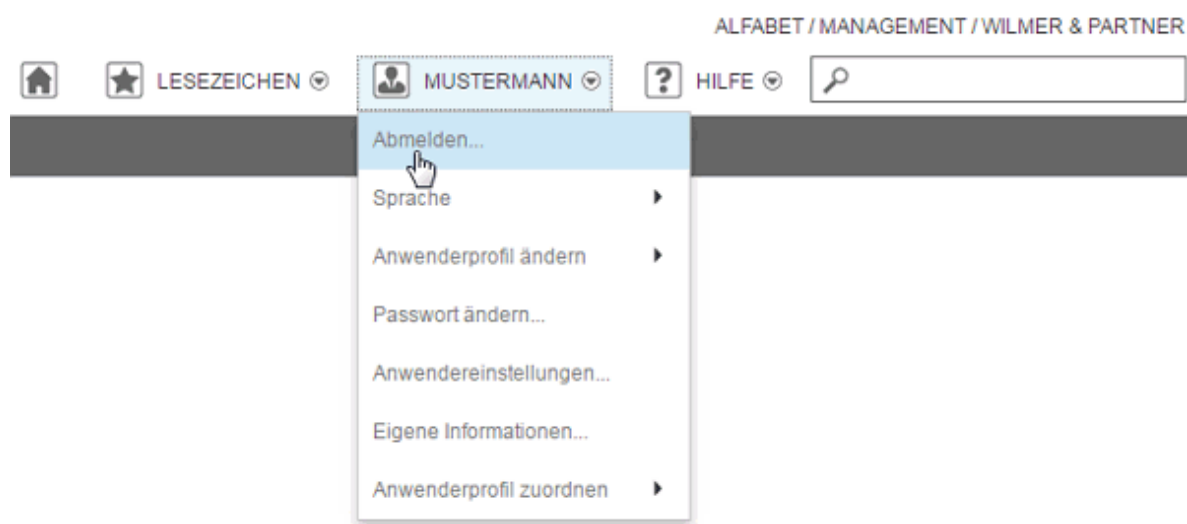 ALFABET / MANAGEMENT / WILMER & PARTNER
LESEZEICHEN MUSTERMANN ? HILFE
Abmelden...
Sprache
Anwenderprofil ändern
Passwort ändern...
Anwendereinstellungen...
Eigene Informationen...
Anwenderprofil zuordnen